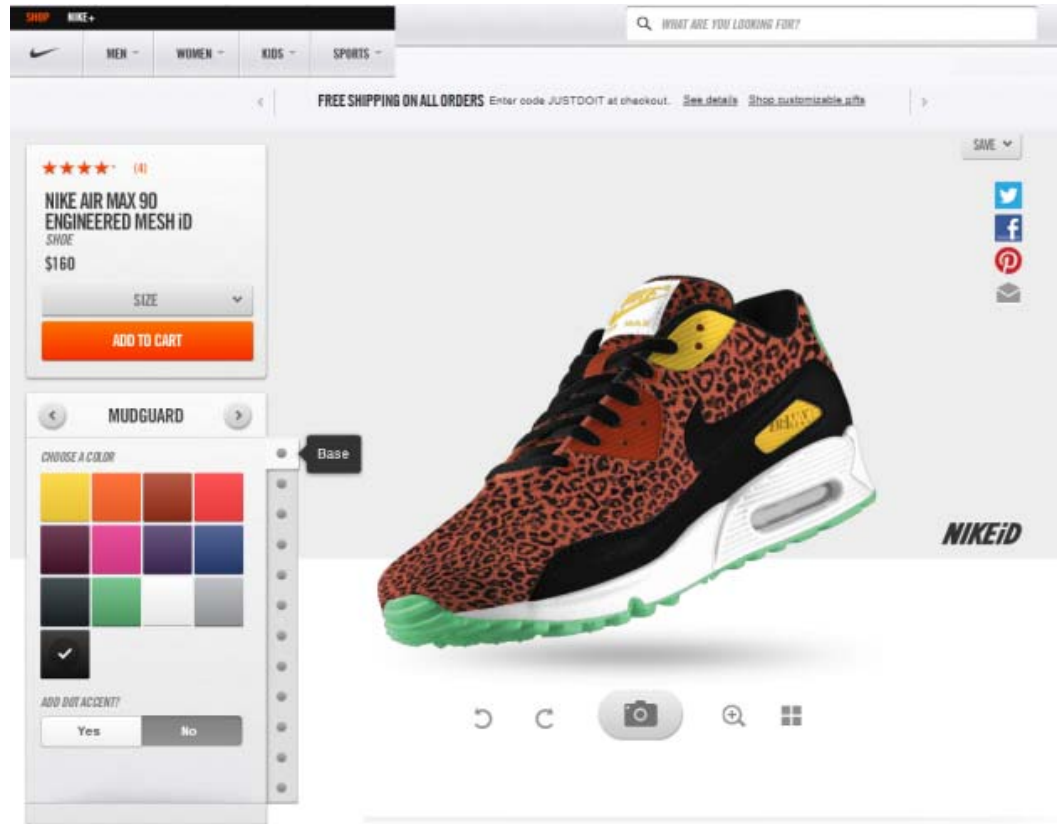 SHOP NIKE+
WHAT ARE YOU LOOKING FOR?
MEN WOMEN KIDS SPORTS
FREE SHIPPING ON ALL ORDERS Enter code JUSTDOIT at checkout. See details Shop customizable gifts
SAVE
(4)
NIKE AIR MAX 90
ENGINEERED MESH iD
SHOE
$160
SIZE
ADD TO CART
MUDGUARD
CHOOSE A COLOR
Base
MAX
NIKEiD
ADD DOT ACCENT?
Yes No